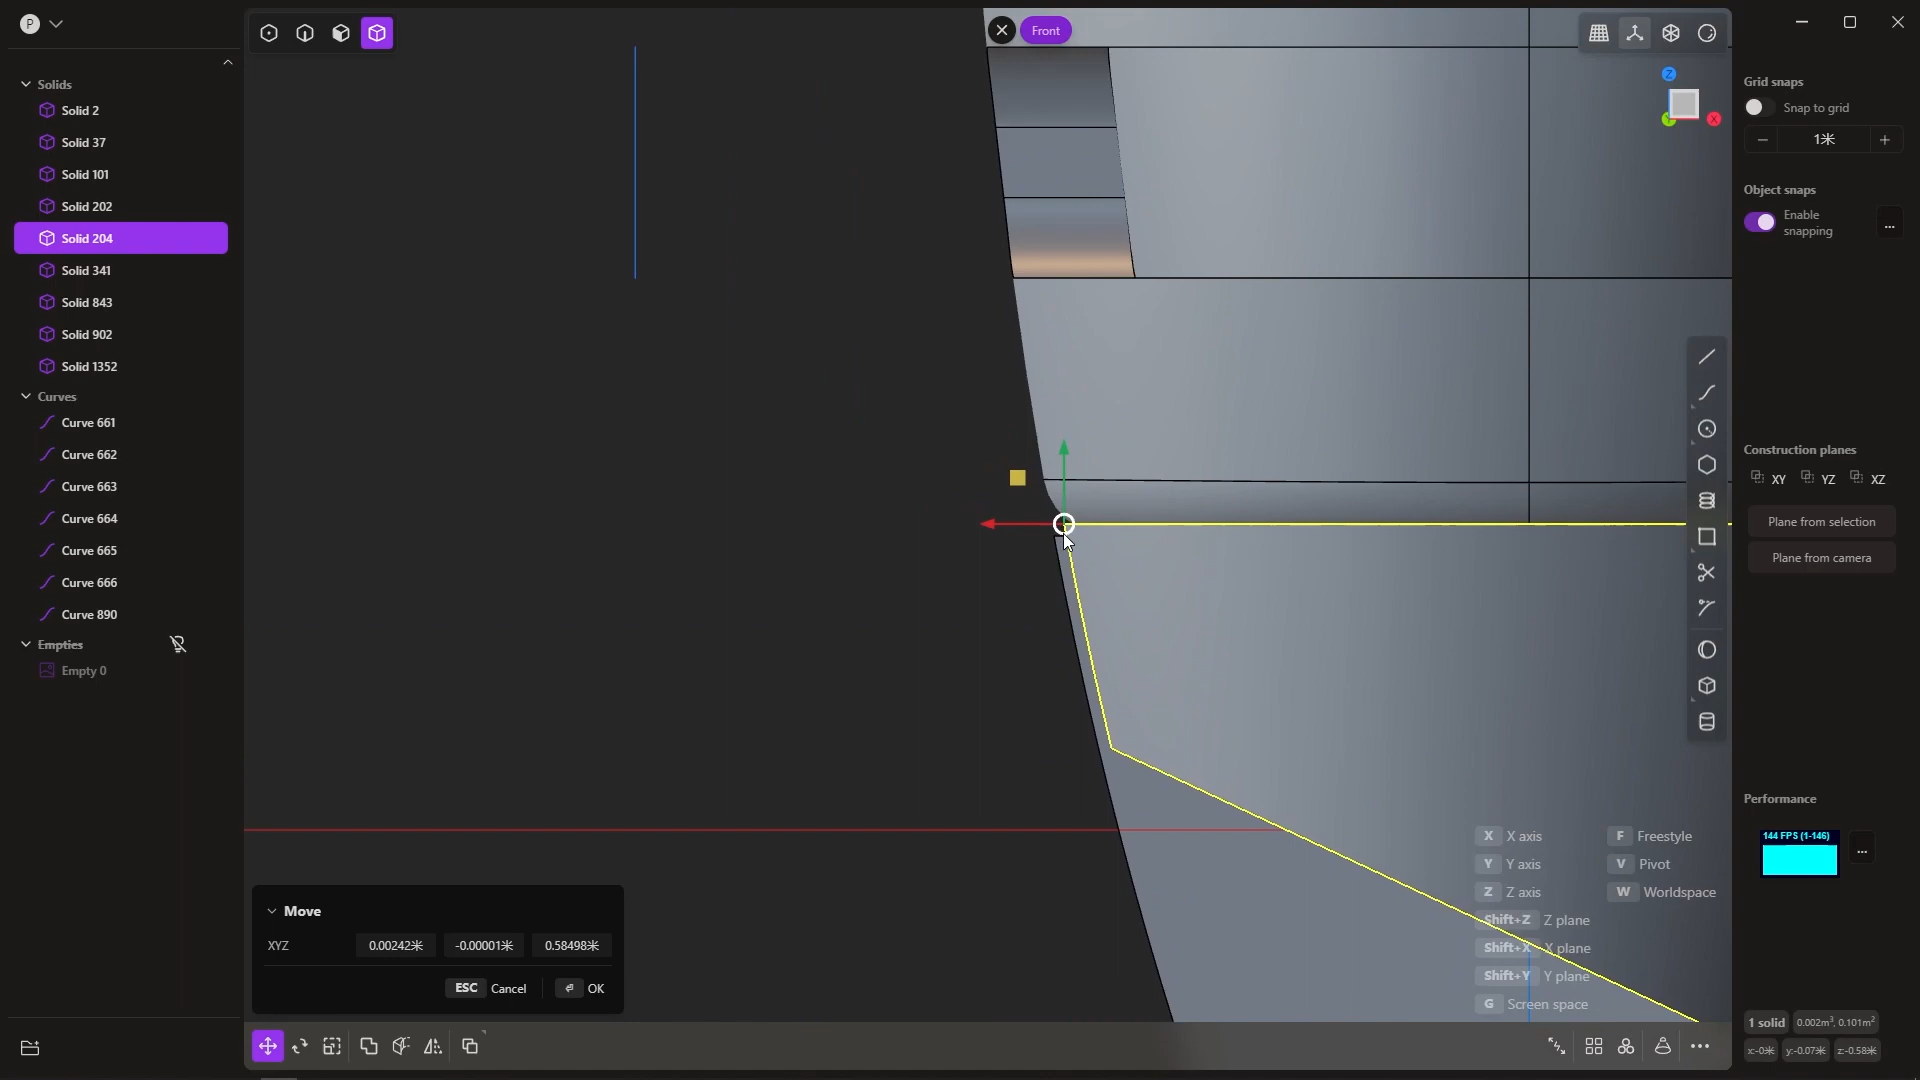 P
Solids
Solid 2
Solid 37
Solid 101
Solid 202
Solid 204
Solid 341
Solid 843
Solid 902
Solid 1352
Curves
Curve 661
Curve 662
Curve 663
Curve 664
Curve 665
Curve 666
Curve 890
Empties
Empty 0
Front
Z
Y
X
Move
XYZ 0.00242米 -0.00001米 0.58498米
ESC Cancel OK
X X axis F Freestyle
Y Y axis V Pivot
Z Z axis W Worldspace
Shift+Z Z plane
Shift+X X plane
Shift+Y Y plane
G Screen space
Grid snaps
Snap to grid
− 1米 +
Object snaps
Enable
snapping
...
Construction planes
XY YZ XZ
Plane from selection
Plane from camera
Performance
144 FPS (1-146)
...
1 solid 0.002m³, 0.101m²
x:-0米 y:-0.07米 z:-0.58米